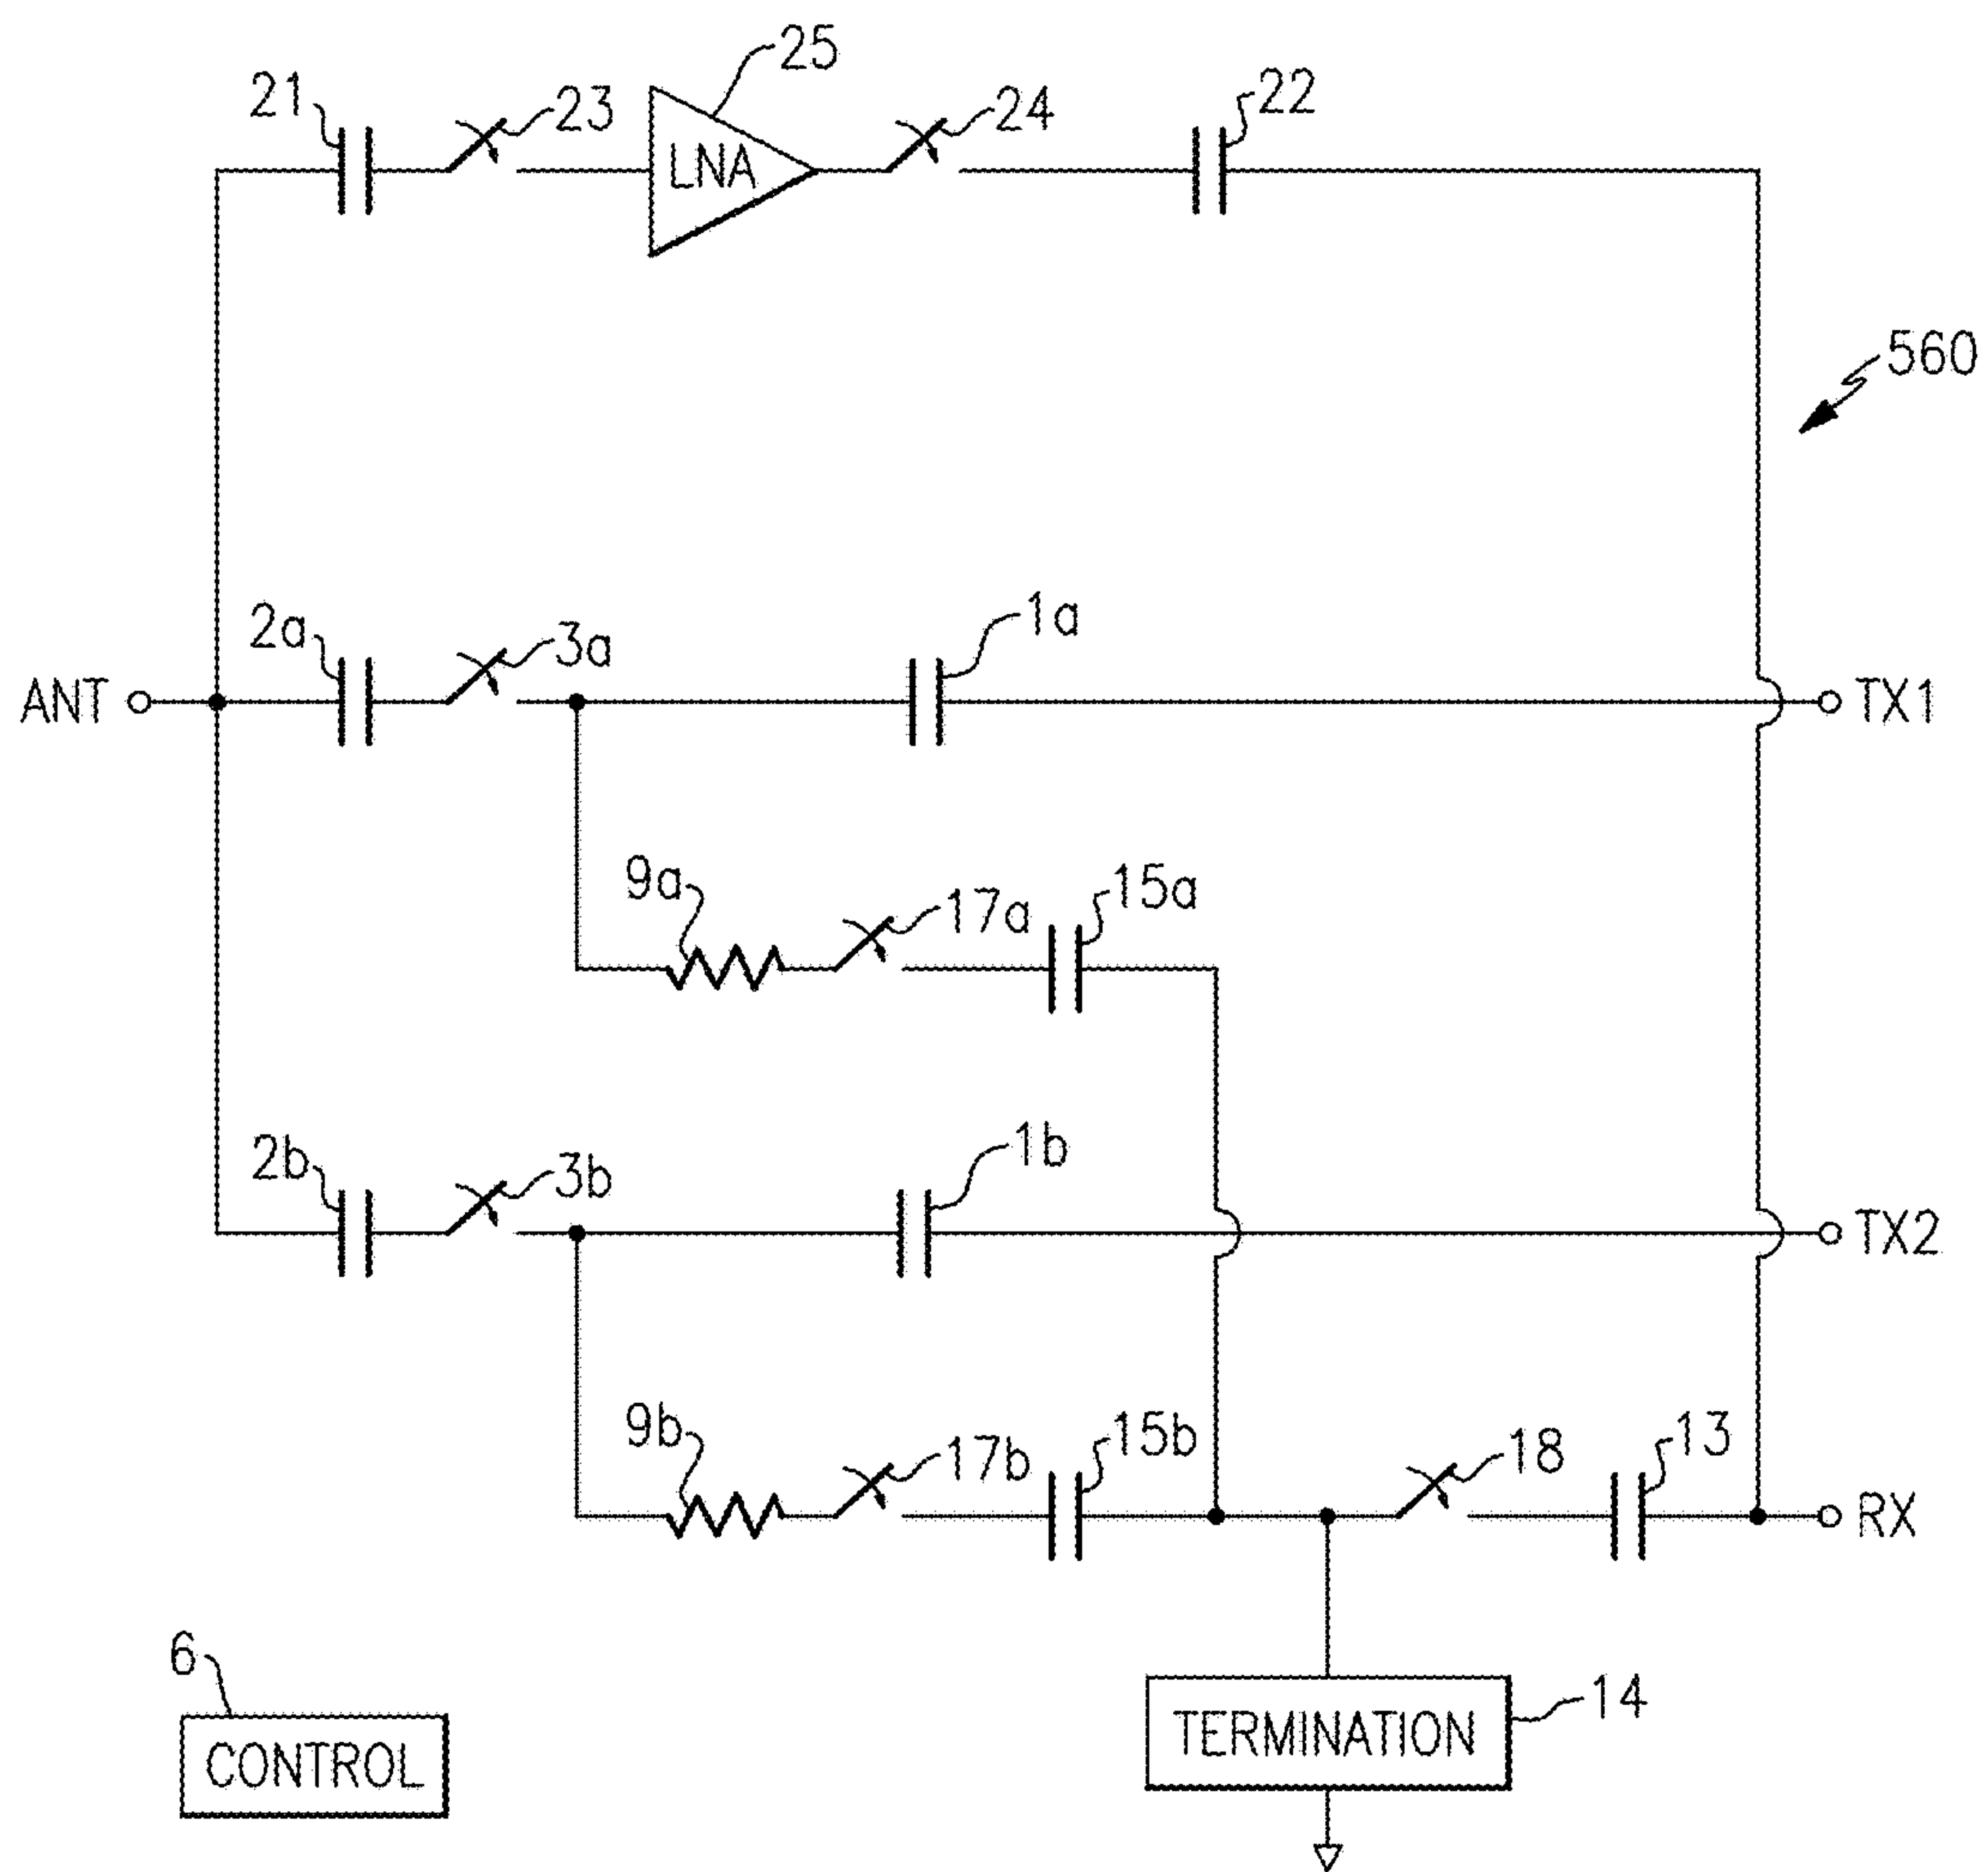 25
21
23
24
22
LNA
560
2a
3a
1a
ANT
TX1
9a
17a
15a
2b
3b
1b
TX2
9b
17b
15b
18
13
RX
6
CONTROL
TERMINATION
14